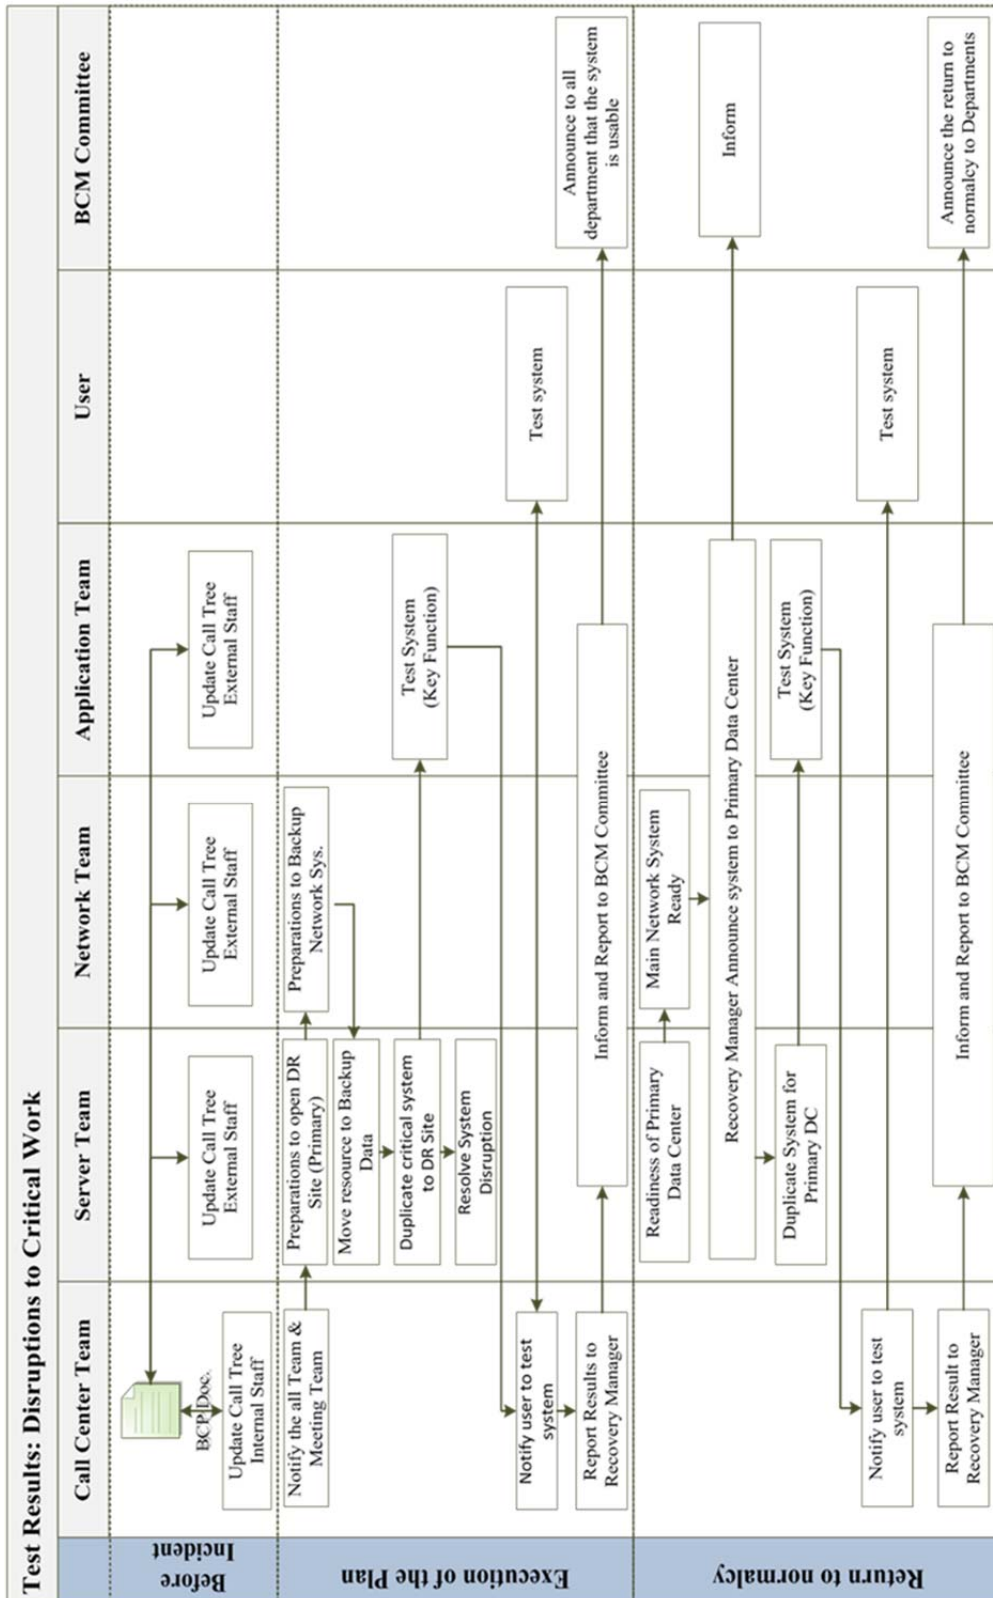 Test Results: Disruptions to Critical Work
Call Center Team
Server Team
Network Team
Application Team
User
BCM Committee
Before
Incident
BCP Doc.
Update Call Tree
Internal Staff
Update Call Tree
External Staff
Update Call Tree
External Staff
Update Call Tree
External Staff
Execution of the Plan
Notify the all Team &
Meeting Team
Preparations to open DR
Site (Primary)
Preparations to Backup
Network Sys.
Move resource to Backup
Data
Duplicate critical system
to DR Site
Test System
(Key Function)
Resolve System
Disruption
Notify user to test
system
Test system
Report Results to
Recovery Manager
Inform and Report to BCM Committee
Announce to all
department that the system
is usable
Return to normalcy
Readiness of Primary
Data Center
Main Network System
Ready
Recovery Manager Announce system to Primary Data Center
Inform
Duplicate System for
Primary DC
Test System
(Key Function)
Notify user to test
system
Test system
Report Result to
Recovery Manager
Inform and Report to BCM Committee
Announce the return to
normalcy to Departments